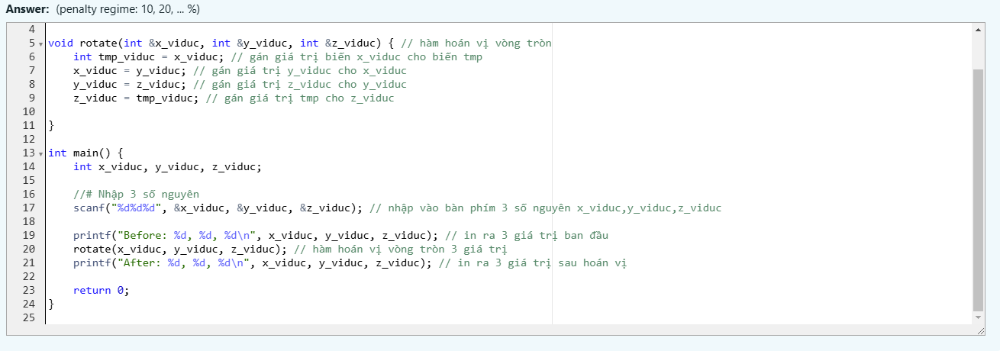 Answer: (penalty regime: 10, 20, ... %)
4
5 void rotate(int &x_viduc, int &y_viduc, int &z_viduc) { // hàm hoán vị vòng tròn
6     int tmp_viduc = x_viduc; // gán giá trị biến x_viduc cho biến tmp
7     x_viduc = y_viduc; // gán giá trị y_viduc cho x_viduc
8     y_viduc = z_viduc; // gán giá trị z_viduc cho y_viduc
9     z_viduc = tmp_viduc; // gán giá trị tmp cho z_viduc
10
11 }
12
13 int main() {
14     int x_viduc, y_viduc, z_viduc;
15
16     //# Nhập 3 số nguyên
17     scanf("%d%d%d", &x_viduc, &y_viduc, &z_viduc); // nhập vào bàn phím 3 số nguyên x_viduc,y_viduc,z_viduc
18
19     printf("Before: %d, %d, %d\n", x_viduc, y_viduc, z_viduc); // in ra 3 giá trị ban đầu
20     rotate(x_viduc, y_viduc, z_viduc); // hàm hoán vị vòng tròn 3 giá trị
21     printf("After: %d, %d, %d\n", x_viduc, y_viduc, z_viduc); // in ra 3 giá trị sau hoán vị
22
23     return 0;
24 }
25